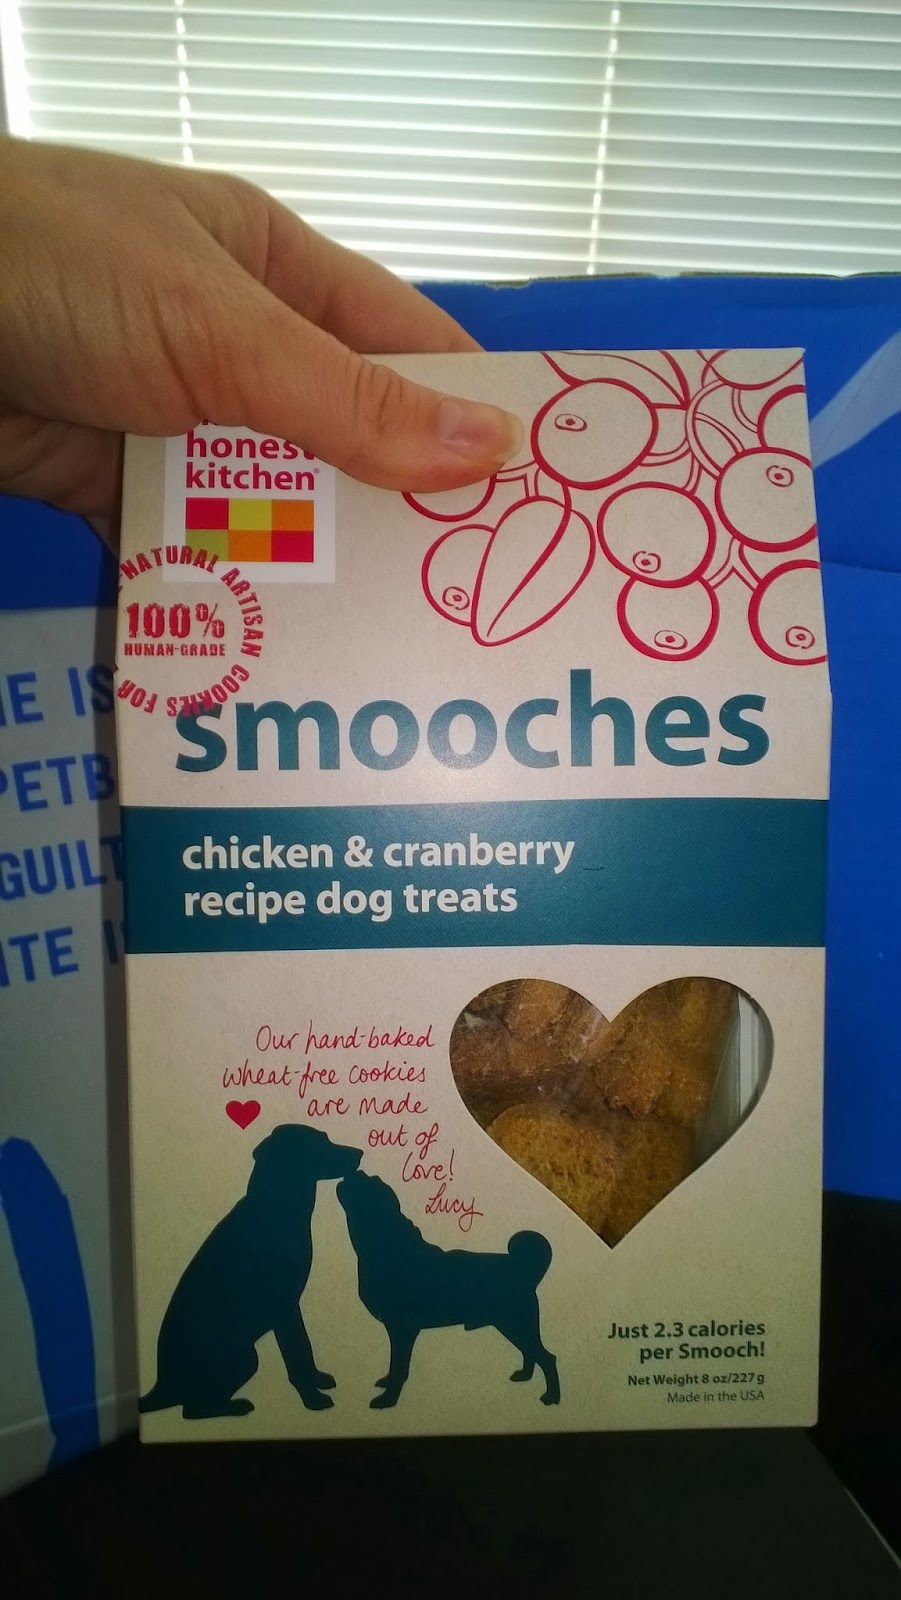 honest
kitchen®
-NATURAL ARTISAN COOKIES FOR
100%
HUMAN-GRADE
smooches
chicken & cranberry
recipe dog treats
Our hand-baked
wheat-free cookies
are made
out of
love!
Lucy
Just 2.3 calories
per Smooch!
Net Weight 8 oz/227g
Made in the USA
IS
PETB
GUILT